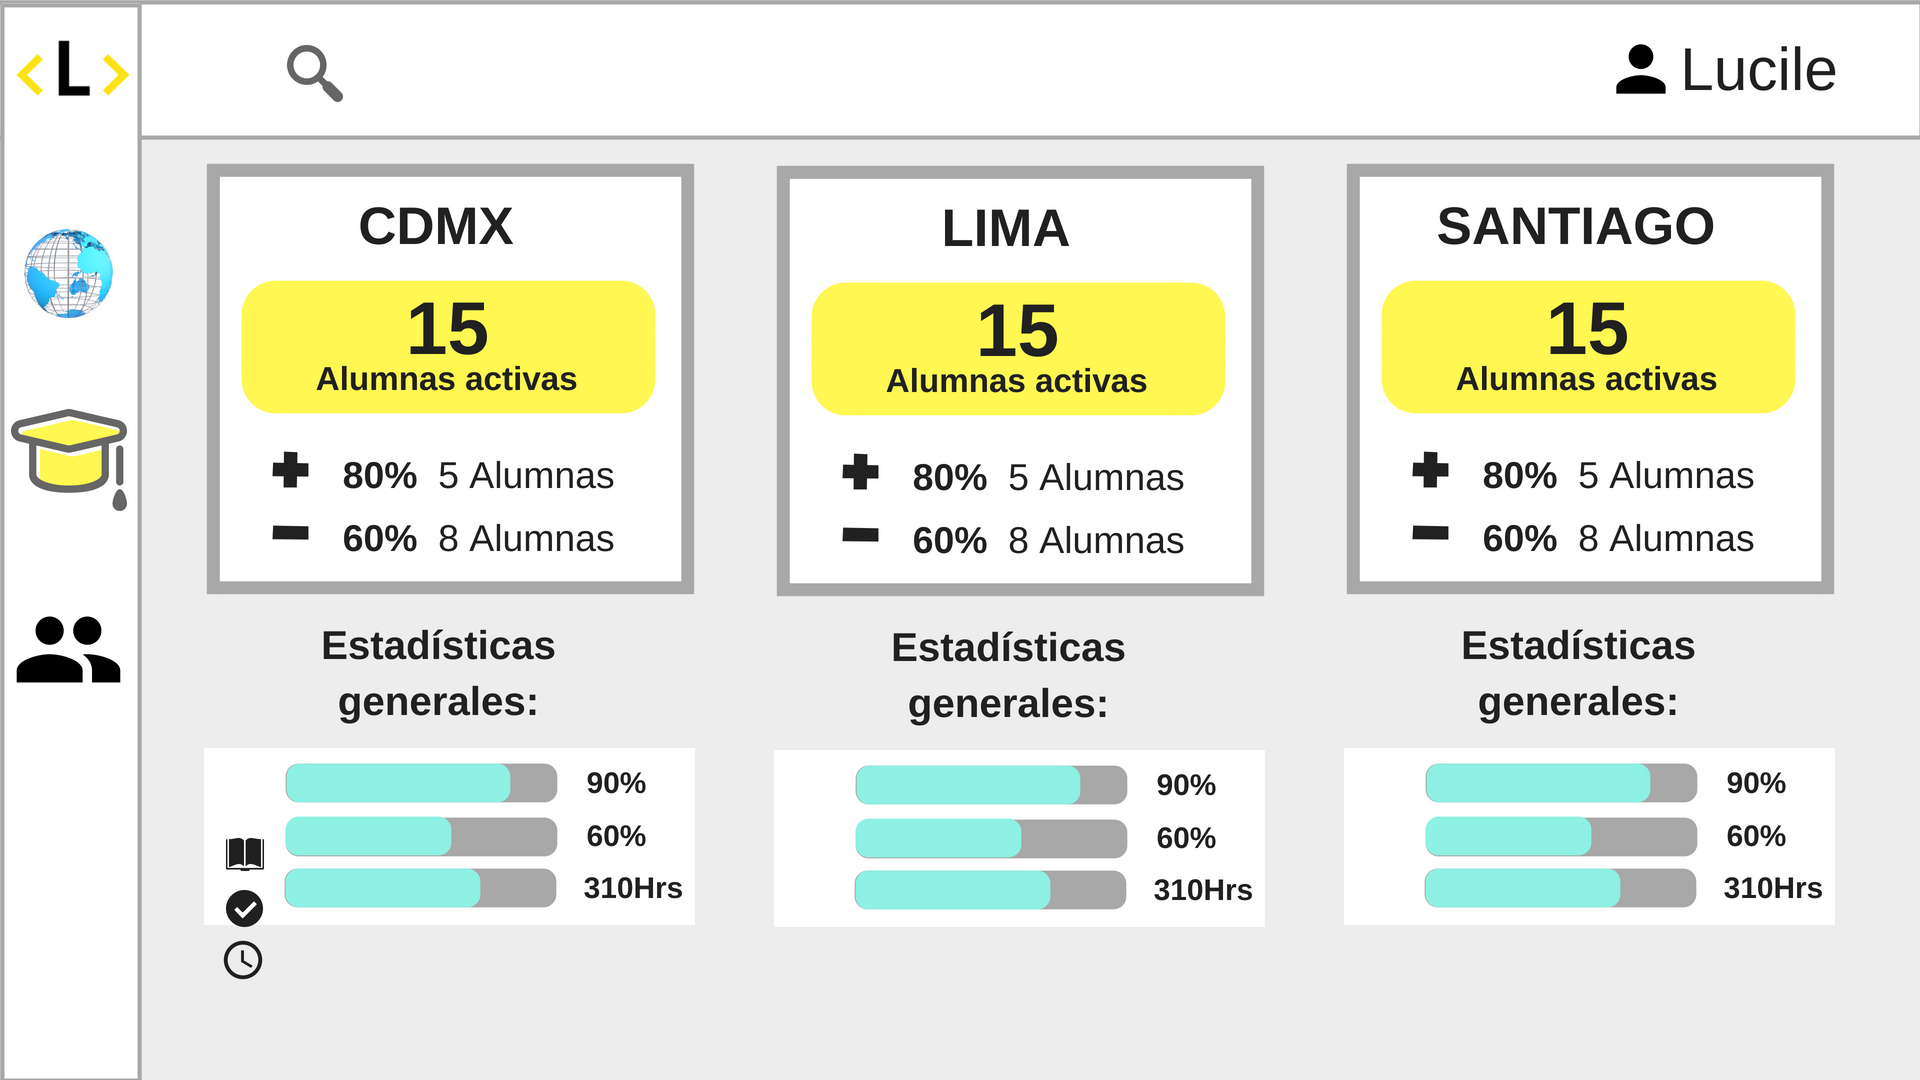 <L>
Lucile
CDMX
15
Alumnas activas
80% 5 Alumnas
60% 8 Alumnas
Estadísticas
generales:
90%
60%
310Hrs
LIMA
15
Alumnas activas
80% 5 Alumnas
60% 8 Alumnas
Estadísticas
generales:
90%
60%
310Hrs
SANTIAGO
15
Alumnas activas
80% 5 Alumnas
60% 8 Alumnas
Estadísticas
generales:
90%
60%
310Hrs